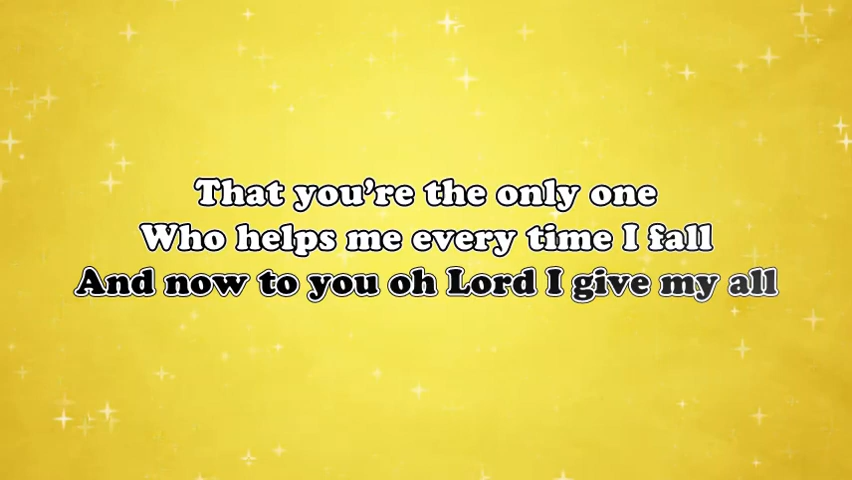 That you’re the only one
Who helps me every time I fall
And now to you oh Lord I give my all